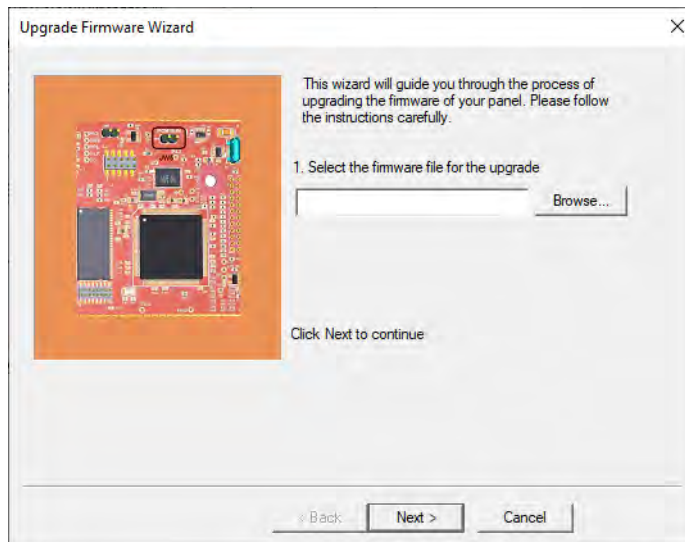 Upgrade Firmware Wizard
This wizard will guide you through the process of
upgrading the firmware of your panel. Please follow
the instructions carefully.
1. Select the firmware file for the upgrade
Browse...
Click Next to continue
< Back
Next >
Cancel